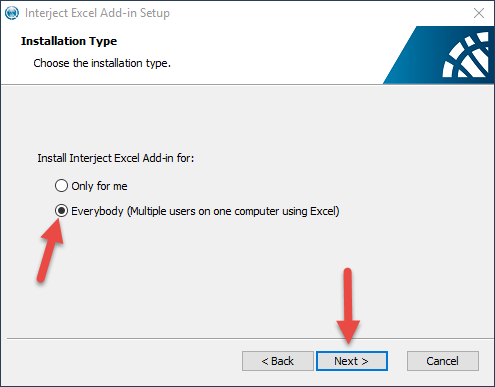 Interject Excel Add-in Setup
Installation Type
Choose the installation type.
Install Interject Excel Add-in for:
Only for me
Everybody (Multiple users on one computer using Excel)
< Back
Next >
Cancel